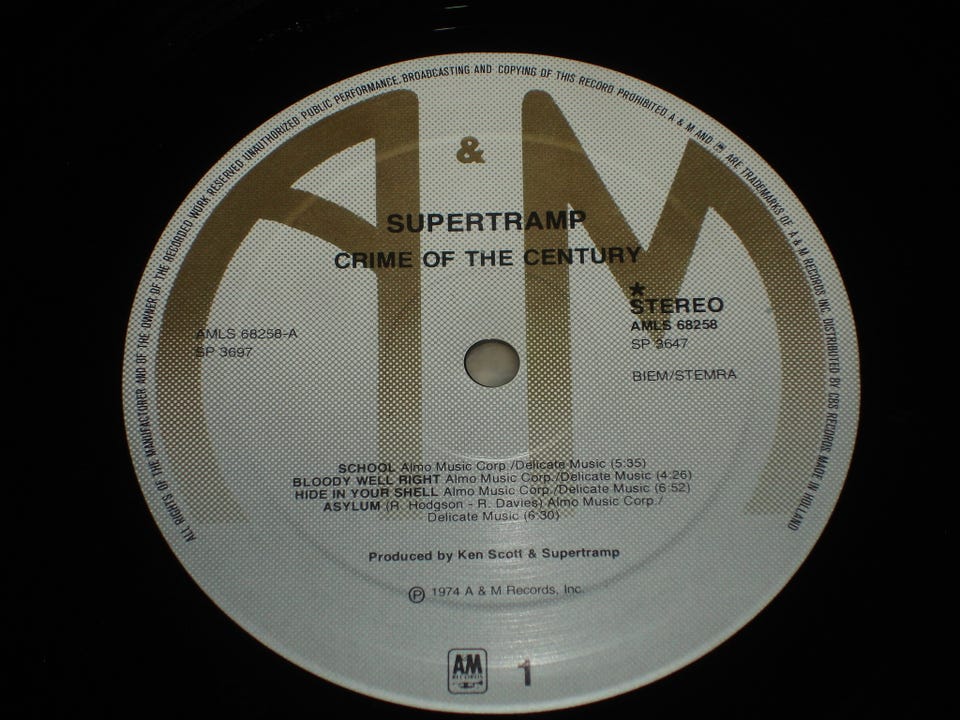 ALL RIGHTS OF THE MANUFACTURER AND OF THE OWNER OF THE RECORDED WORK RESERVED UNAUTHORIZED PUBLIC PERFORMANCE, BROADCASTING AND COPYING OF THIS RECORD PROHIBITED. A & M AND AM ARE TRADEMARKS OF A & M RECORDS INC. DISTRIBUTED BY CBS RECORDS MADE IN HOLLAND
A & M
SUPERTRAMP
CRIME OF THE CENTURY
STEREO
AMLS 68258-A
AMLS 68258
SP 3697
SP 3647
BIEM/STEMRA
SCHOOL Almo Music Corp./Delicate Music (5:35)
BLOODY WELL RIGHT Almo Music Corp./Delicate Music (4:26)
HIDE IN YOUR SHELL Almo Music Corp./Delicate Music (6:52)
ASYLUM (R. Hodgson - R. Davies) Almo Music Corp./
Delicate Music (6:30)
Produced by Ken Scott & Supertramp
℗ 1974 A & M Records, Inc.
AM
RECORDS
1